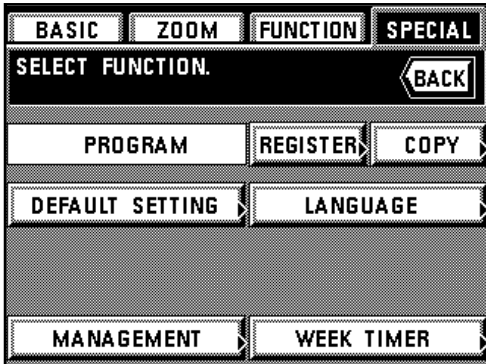 BASIC ZOOM FUNCTION SPECIAL
SELECT FUNCTION.
BACK
PROGRAM REGISTER COPY
DEFAULT SETTING LANGUAGE
MANAGEMENT WEEK TIMER